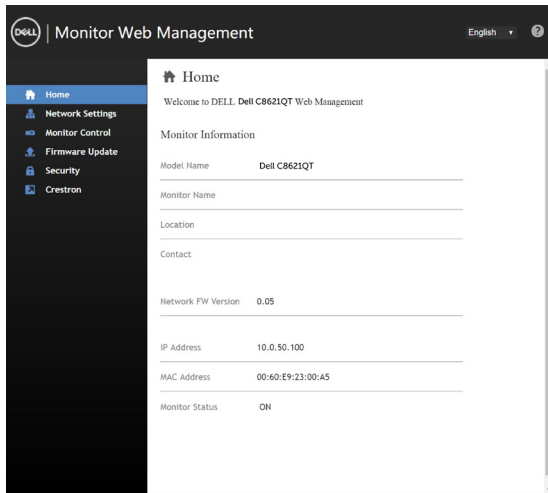 DELL | Monitor Web Management
English
?
Home
Network Settings
Monitor Control
Firmware Update
Security
Crestron
Home
Welcome to DELL Dell C8621QT Web Management
Monitor Information
Model Name Dell C8621QT
Monitor Name
Location
Contact
Network FW Version 0.05
IP Address 10.0.50.100
MAC Address 00:60:E9:23:00:A5
Monitor Status ON